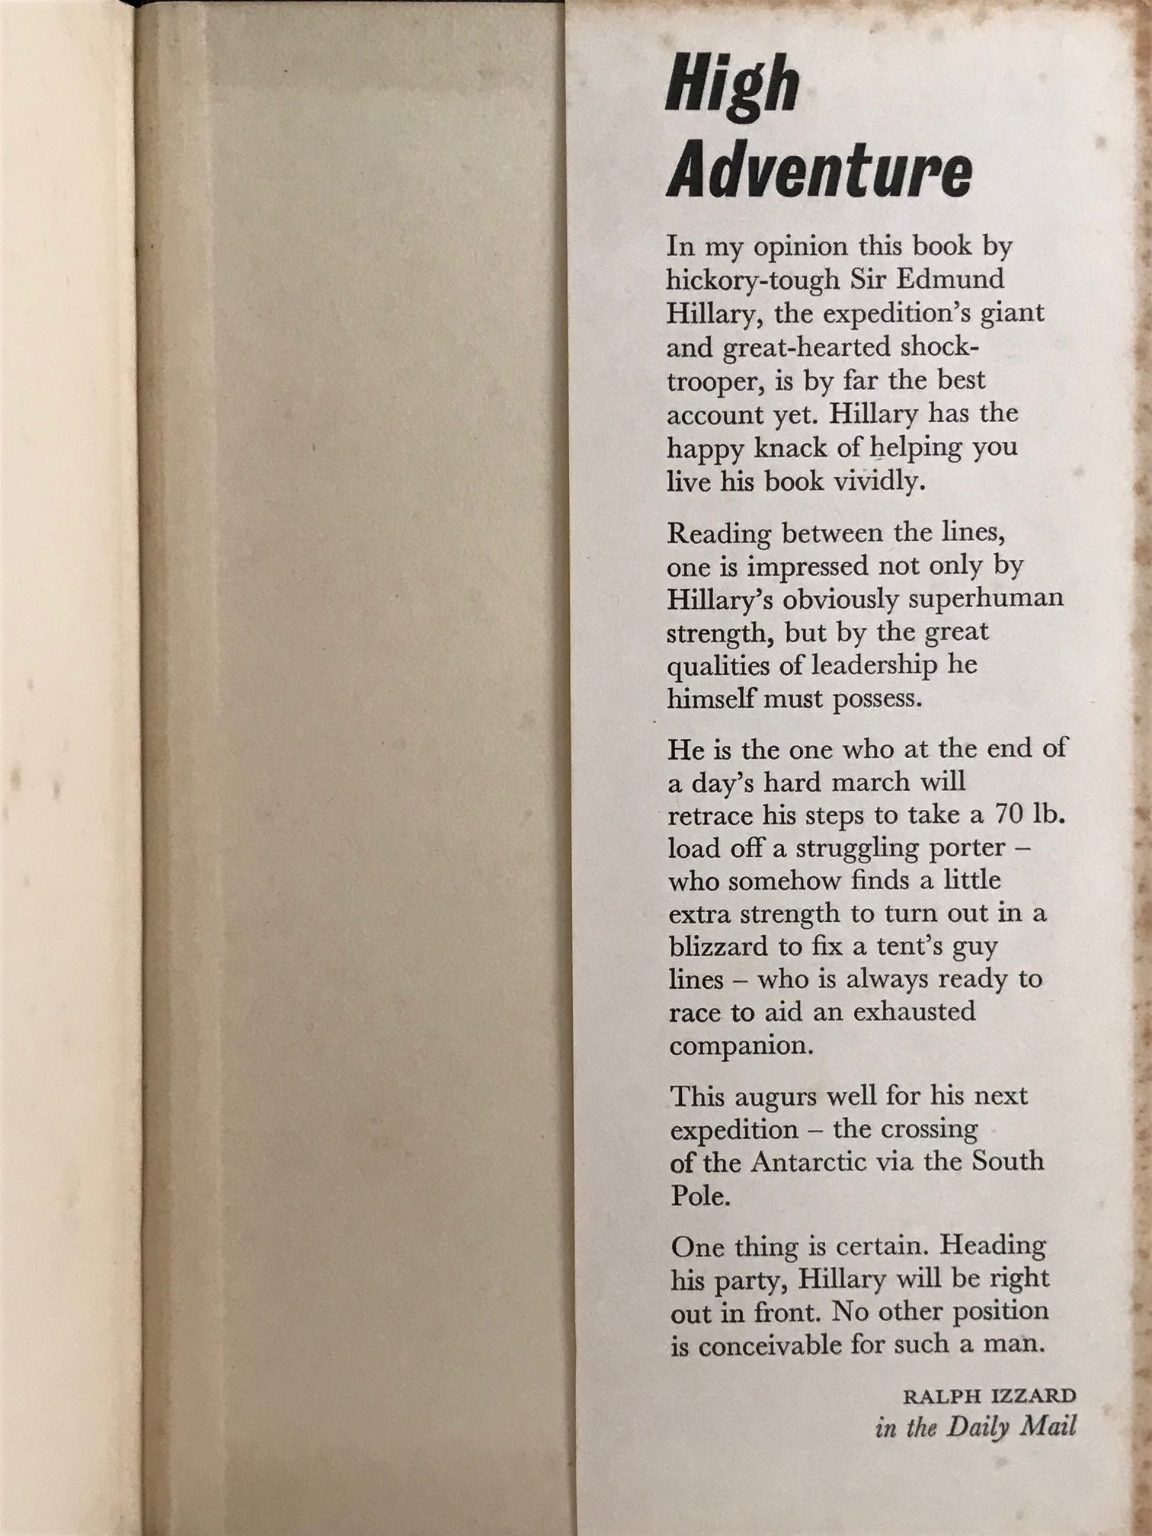 High
Adventure
In my opinion this book by
hickory-tough Sir Edmund
Hillary, the expedition's giant
and great-hearted shock-
trooper, is by far the best
account yet. Hillary has the
happy knack of helping you
live his book vividly.
Reading between the lines,
one is impressed not only by
Hillary's obviously superhuman
strength, but by the great
qualities of leadership he
himself must possess.
He is the one who at the end of
a day's hard march will
retrace his steps to take a 70 lb.
load off a struggling porter –
who somehow finds a little
extra strength to turn out in a
blizzard to fix a tent's guy
lines – who is always ready to
race to aid an exhausted
companion.
This augurs well for his next
expedition – the crossing
of the Antarctic via the South
Pole.
One thing is certain. Heading
his party, Hillary will be right
out in front. No other position
is conceivable for such a man.
RALPH IZZARD
in the Daily Mail